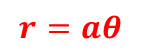 r = aθ